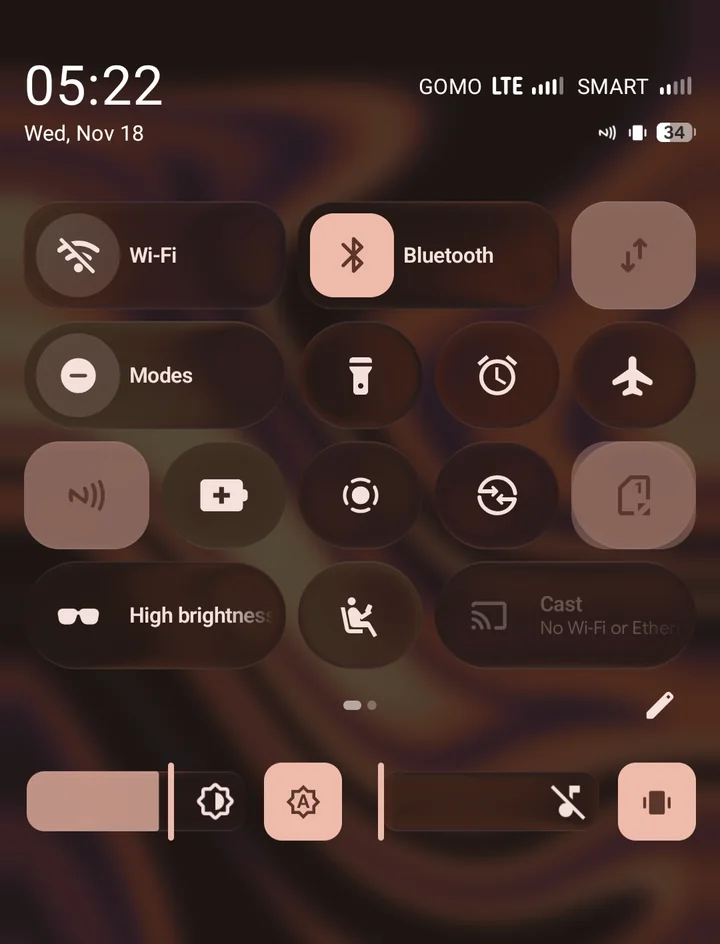 05:22
GOMO LTE SMART
Wed, Nov 18
34
Wi-Fi
Bluetooth
Modes
1
High brightness
Cast
No Wi-Fi or Ether
A